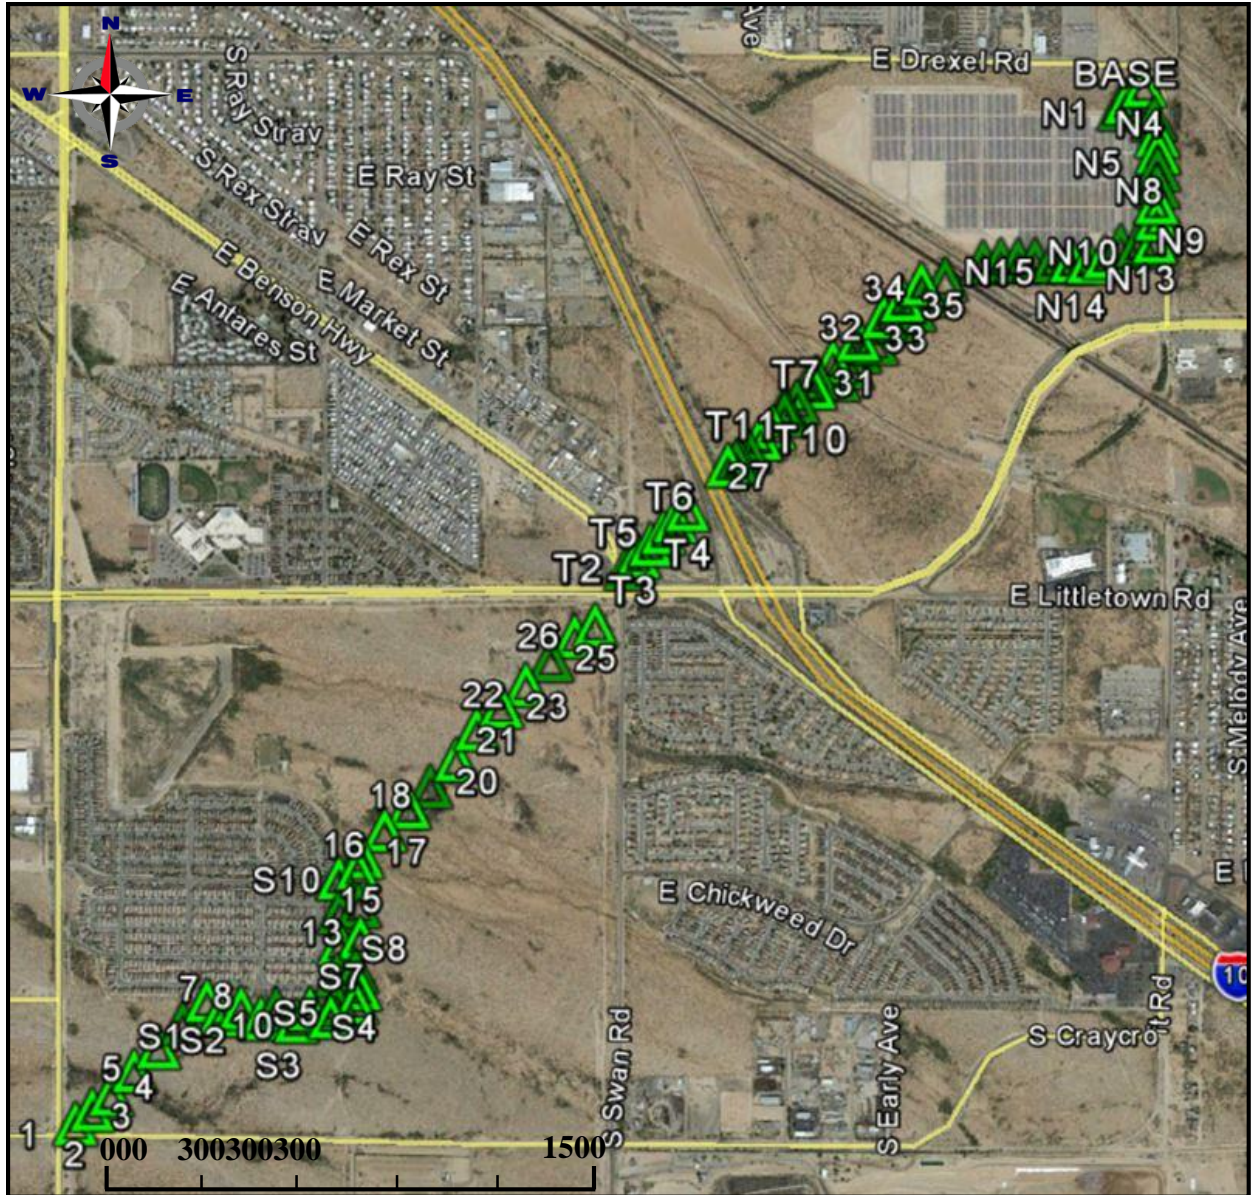 N
W
E
S
Ave
E Drexel Rd
BASE
N1
N4
S Ray Strav
E Ray St
N5
N8
S Rex Strav
E Rex St
N9
N10
N13
N15
N14
E Benson Hwy
E Market St
E Antares St
34
35
32
33
T7
31
T11
T10
27
T6
T5
T4
T2
T3
E Littletown Rd
S Melody Ave
26
25
22
23
21
20
18
17
16
S10
15
E Chickweed Dr
13
S8
S7
7
8
S5
10
S4
S1
S2
S3
10
S Craycroft Rd
S Swan Rd
S Early Ave
5
4
3
1
2
000 300300300 1500